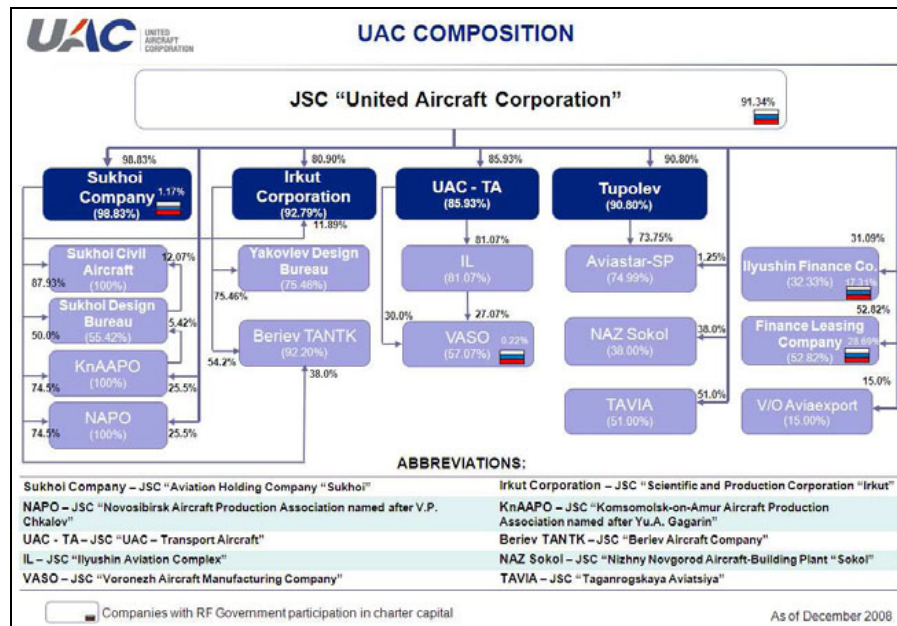 UAC UNITED
AIRCRAFT
CORPORATION
UAC COMPOSITION
JSC “United Aircraft Corporation”
91.34%
98.83%
80.90%
85.93%
90.80%
Sukhoi
Company
(98.83%)
1.17%
Irkut
Corporation
(92.79%)
UAC - TA
(85.93%)
Tupolev
(90.80%)
11.89%
81.07%
73.75%
31.09%
Sukhoi Civil
Aircraft
(100%)
12.07%
87.93%
Yakovlev Design
Bureau
(75.46%)
75.46%
IL
(81.07%)
Aviastar-SP
(74.99%)
1.25%
Ilyushin Finance Co.
(32.33%)
17.31%
Sukhoi Design
Bureau
(55.42%)
5.42%
50.0%
27.07%
30.0%
52.82%
Beriev TANTK
(92.20%)
54.2%
38.0%
VASO
(57.07%)
0.22%
NAZ Sokol
(38.00%)
38.0%
Finance Leasing
Company
(52.82%)
28.69%
KnAAPO
(100%)
74.5%
25.5%
15.0%
NAPO
(100%)
74.5%
25.5%
TAVIA
(51.00%)
51.0%
V/O Aviaexport
(15.00%)
ABBREVIATIONS:
Sukhoi Company – JSC “Aviation Holding Company “Sukhoi”
Irkut Corporation – JSC “Scientific and Production Corporation “Irkut”
NAPO – JSC “Novosibirsk Aircraft Production Association named after V.P.
Chkalov”
KnAAPO – JSC “Komsomolsk-on-Amur Aircraft Production
Association named after Yu.A. Gagarin”
UAC - TA – JSC “UAC – Transport Aircraft”
Beriev TANTK – JSC “Beriev Aircraft Company”
IL – JSC “Ilyushin Aviation Complex”
NAZ Sokol – JSC “Nizhny Novgorod Aircraft-Building Plant “Sokol”
VASO – JSC “Voronezh Aircraft Manufacturing Company”
TAVIA – JSC “Taganrogskaya Aviatsiya”
Companies with RF Government participation in charter capital
As of December 2008